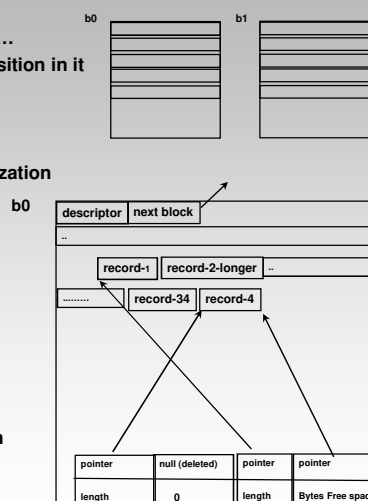 b0 b1
...
sition in it
zation
b0
descriptor next block
..
record-1 record-2-longer ..
......... record-34 record-4
n
pointer null (deleted) pointer pointer
length 0 length Bytes Free spac